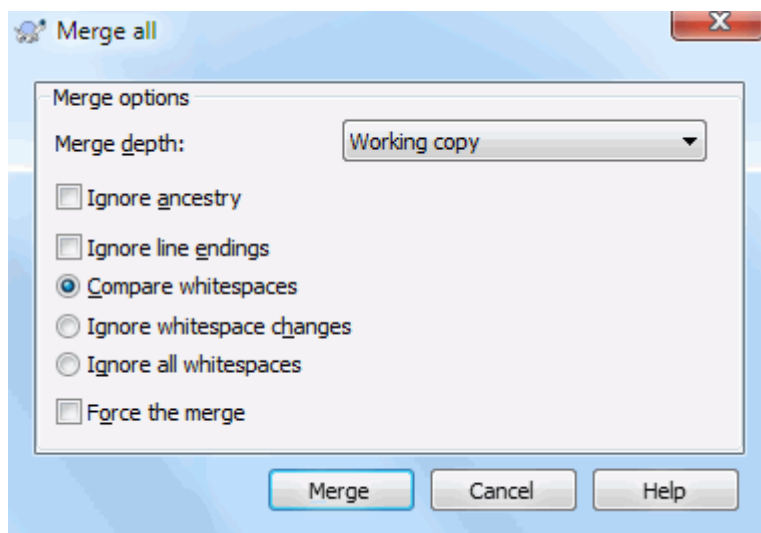 Merge all
Merge options
Merge depth: Working copy
Ignore ancestry
Ignore line endings
Compare whitespaces
Ignore whitespace changes
Ignore all whitespaces
Force the merge
Merge Cancel Help